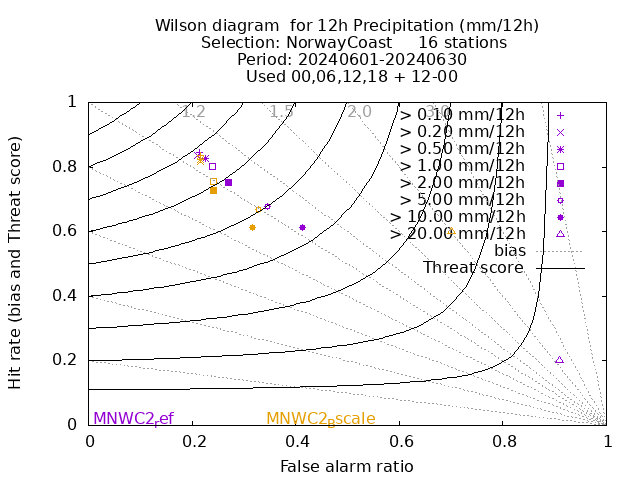 Wilson diagram  for 12h Precipitation (mm/12h)
Selection: NorwayCoast     16 stations
Period: 20240601-20240630
Used 00,06,12,18 + 12-00
Hit rate (bias and Threat score)
1
0.8
0.6
0.4
0.2
0
1.2
1.5
2.0
3.0
> 0.10 mm/12h
> 0.20 mm/12h
> 0.50 mm/12h
> 1.00 mm/12h
> 2.00 mm/12h
> 5.00 mm/12h
> 10.00 mm/12h
> 20.00 mm/12h
bias
Threat score
MNWC2_ref
MNWC2_Bscale
0
0.2
0.4
0.6
0.8
1
False alarm ratio